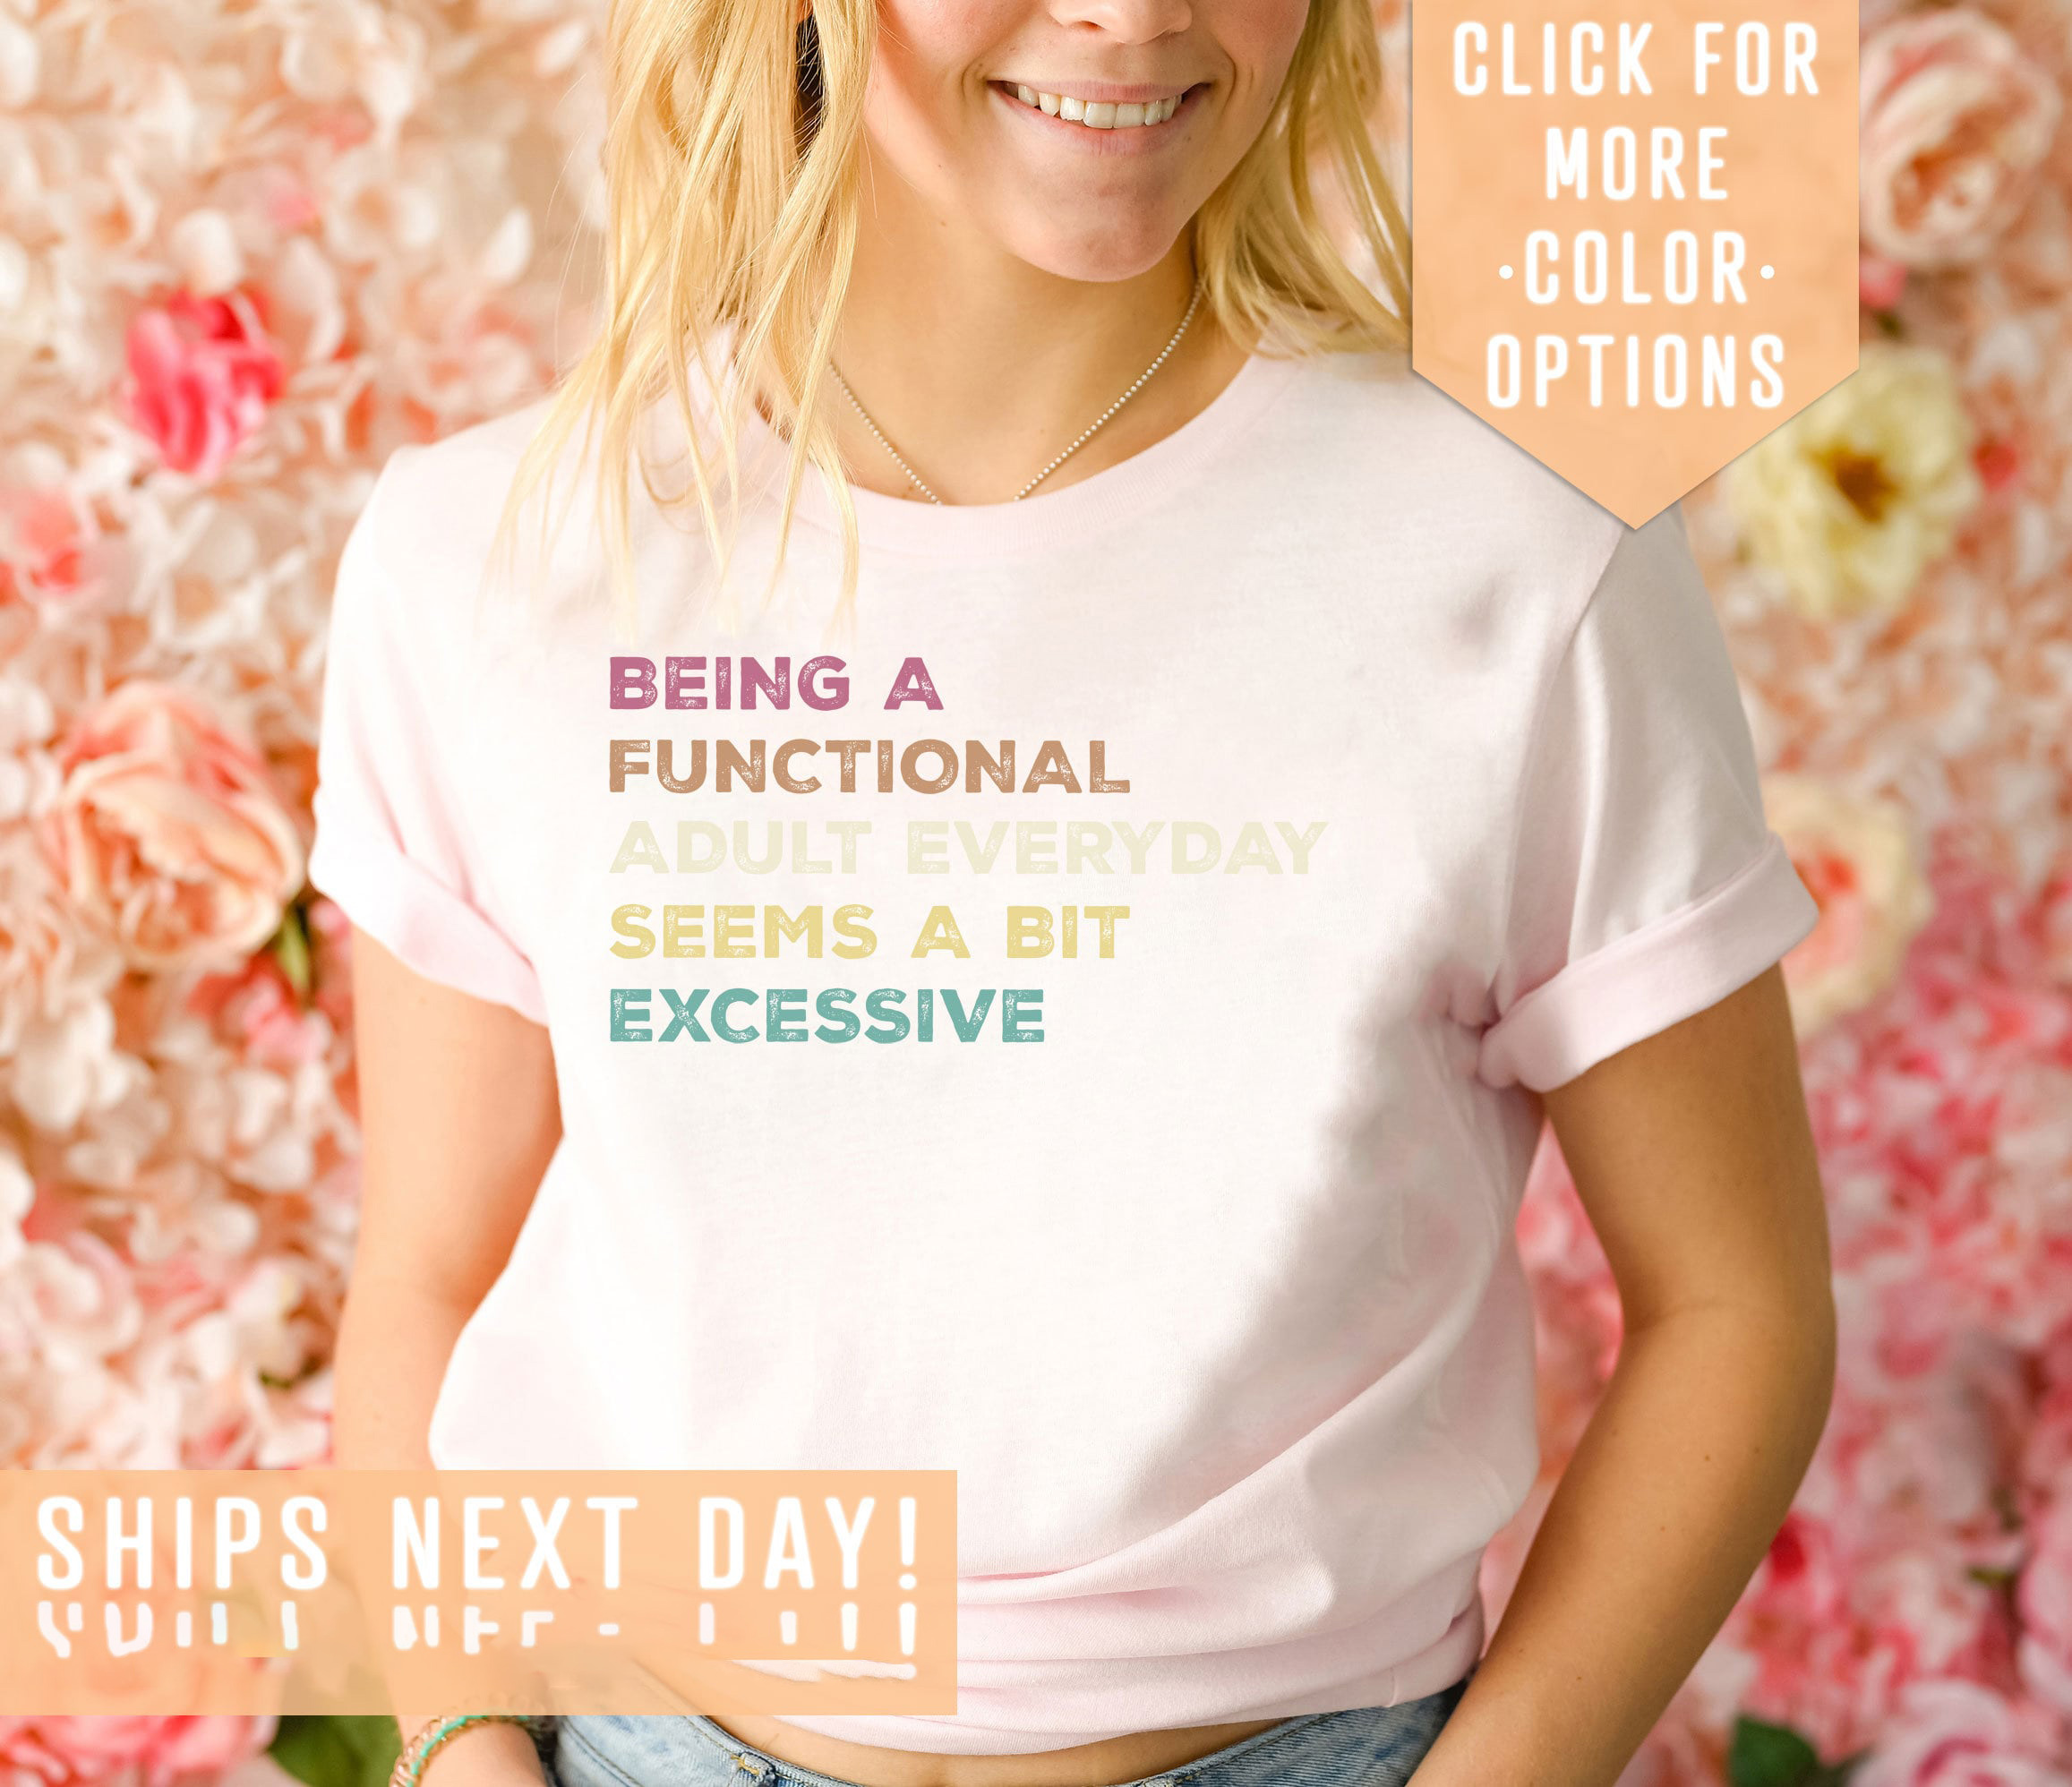 CLICK FOR
MORE
·COLOR·
OPTIONS
BEING A
FUNCTIONAL
ADULT EVERYDAY
SEEMS A BIT
EXCESSIVE
SHIPS NEXT DAY!